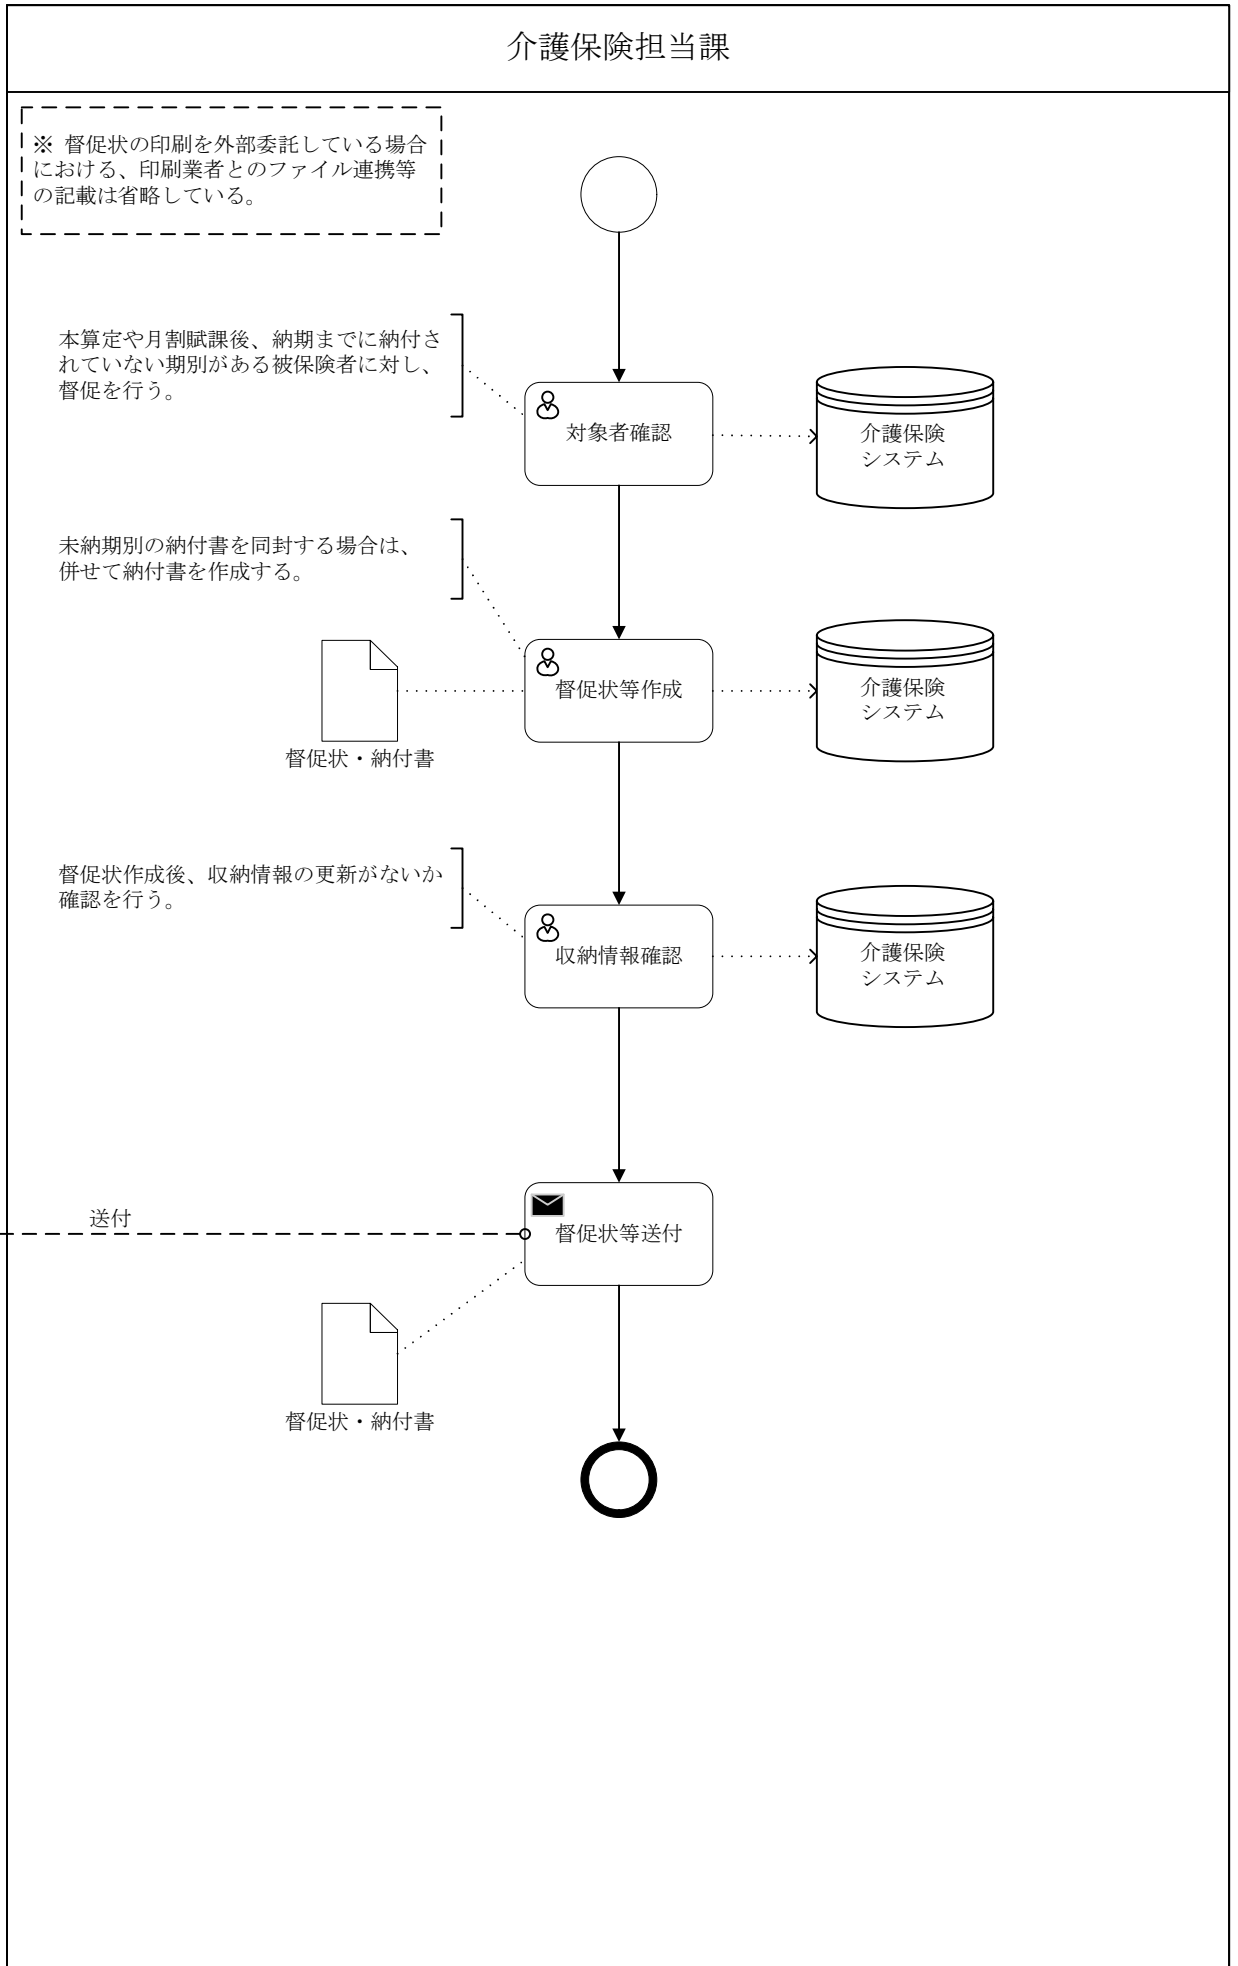 介護保険担当課
※ 督促状の印刷を外部委託している場合
における、印刷業者とのファイル連携等
の記載は省略している。
本算定や月割賦課後、納期までに納付さ
れていない期別がある被保険者に対し、
督促を行う。
対象者確認
介護保険
システム
未納期別の納付書を同封する場合は、
併せて納付書を作成する。
督促状等作成
介護保険
システム
督促状・納付書
督促状作成後、収納情報の更新がないか
確認を行う。
収納情報確認
介護保険
システム
送付
督促状等送付
督促状・納付書